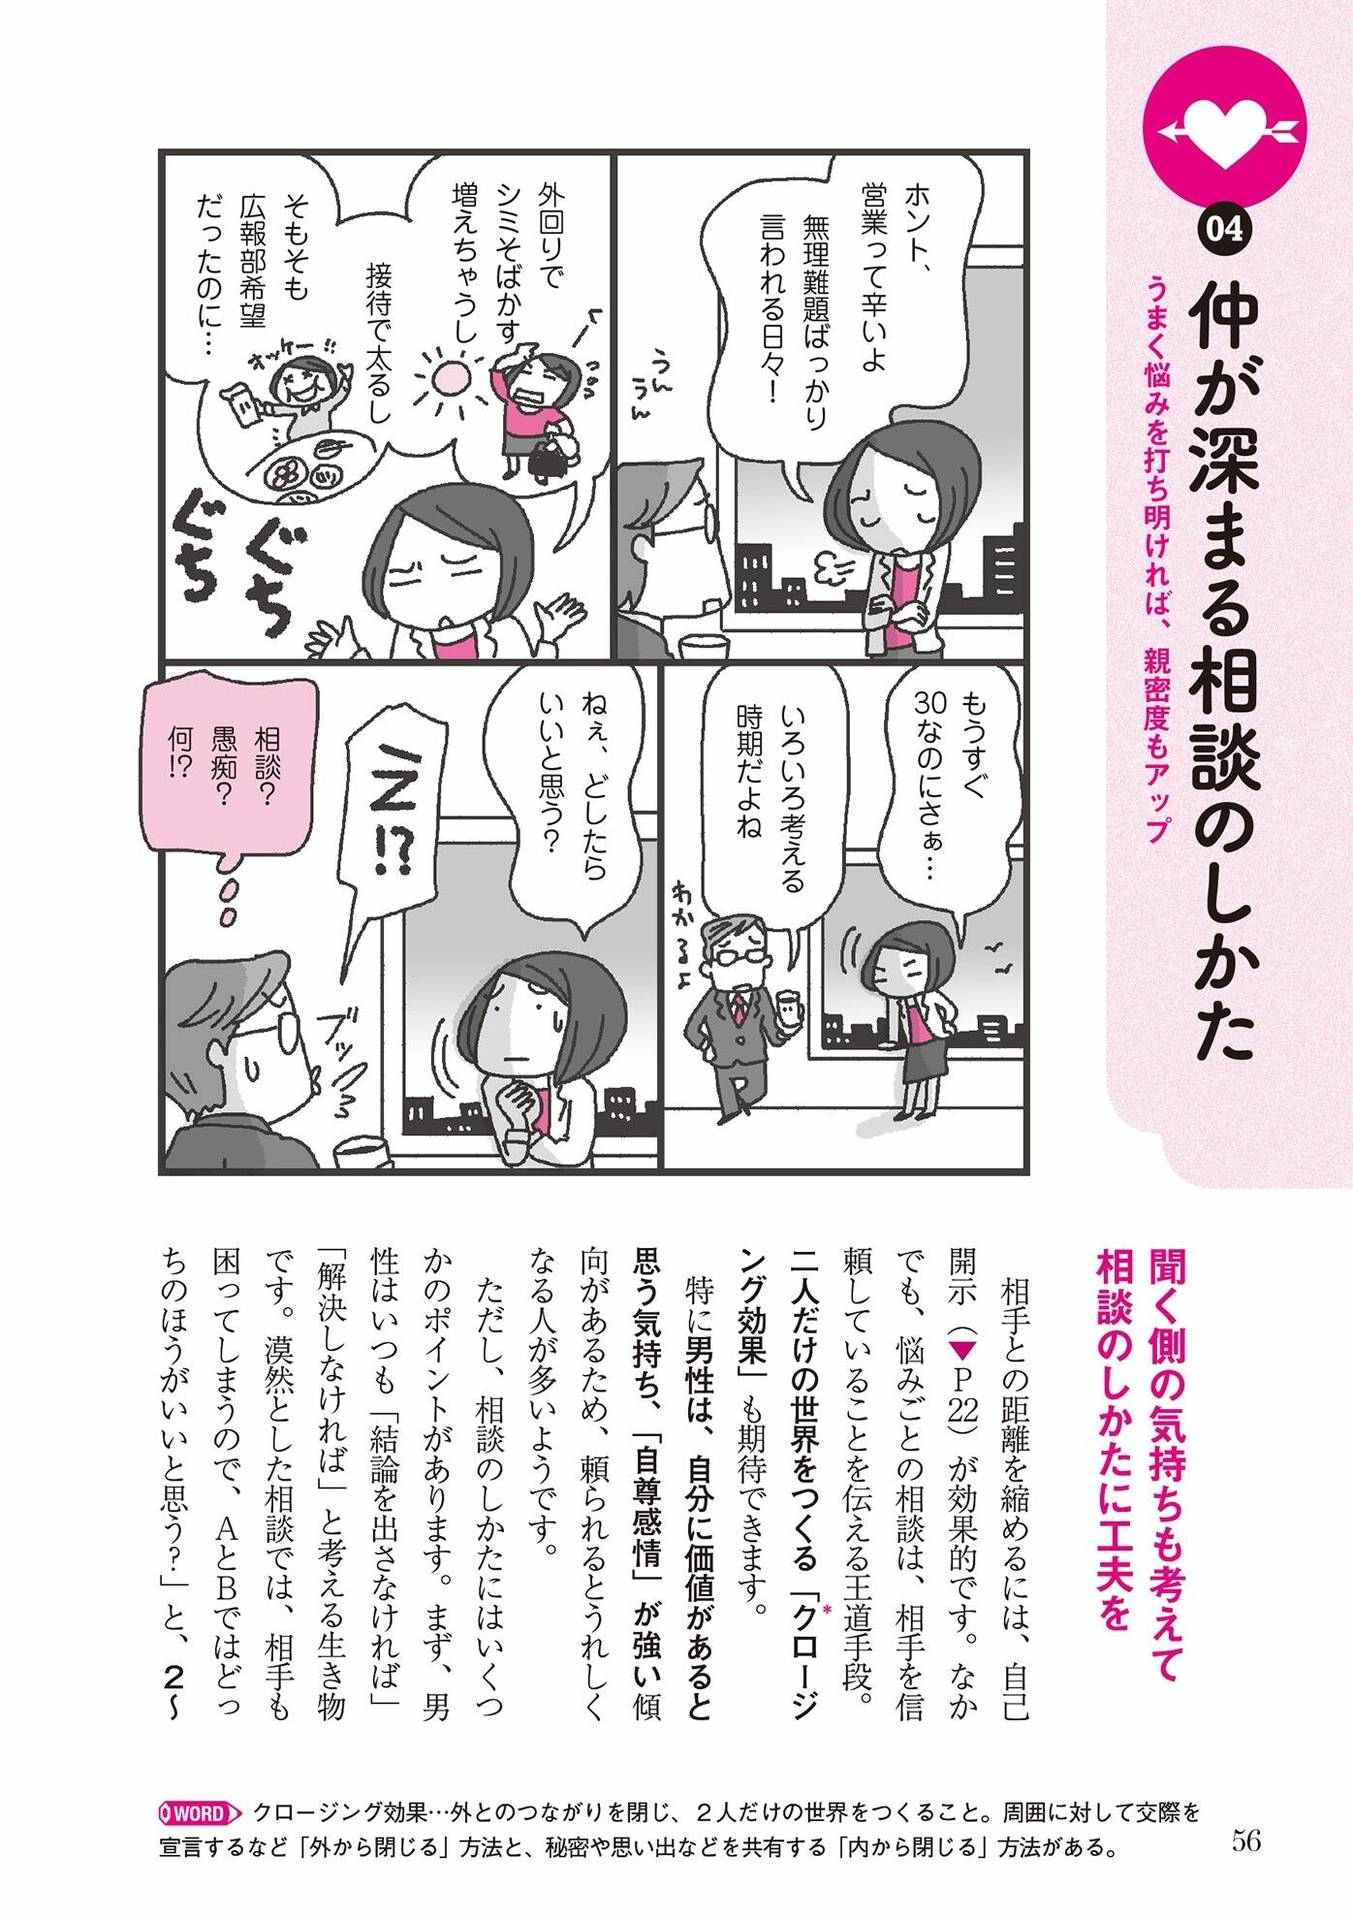 04
仲が深まる相談のしかた
うまく悩みを打ち明ければ、親密度もアップ
ホント、
営業って辛いよ
無理難題ばっかり
言われる日々！
うん
うん
外回りで
シミそばかす
増えちゃうし
接待で太るし
オッケー!!
そもそも
広報部希望
だったのに…
ぐち
ぐち
もうすぐ
30なのにさぁ…
いろいろ考える
時期だよね
わかるよ
ねぇ、どしたら
いいと思う？
ブッ
相談？
愚痴？
何!?
聞く側の気持ちも考えて
相談のしかたに工夫を
相手との距離を縮めるには、自己
開示（▼P22）が効果的です。なか
でも、悩みごとの相談は、相手を信
頼していることを伝える王道手段。
二人だけの世界をつくる「クロージ
ング効果」も期待できます。
*
特に男性は、自分に価値があると
思う気持ち、「自尊感情」が強い傾
向があるため、頼られるとうれしく
なる人が多いようです。
ただし、相談のしかたにはいくつ
かのポイントがあります。まず、男
性はいつも「結論を出さなければ」
「解決しなければ」と考える生き物
です。漠然とした相談では、相手も
困ってしまうので、AとBではどっ
ちのほうがいいと思う？」と、2〜
WORD クロージング効果…外とのつながりを閉じ、２人だけの世界をつくること。周囲に対して交際を
宣言するなど「外から閉じる」方法と、秘密や思い出などを共有する「内から閉じる」方法がある。
56